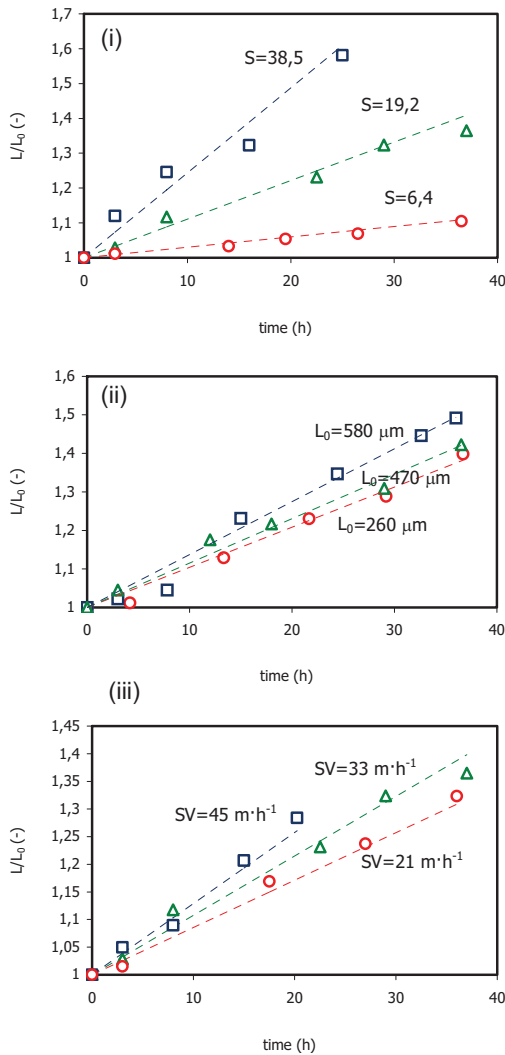 (i)
1,7
1,6
1,5
1,4
1,3
1,2
1,1
1
L/L₀ (-)
S=38,5
S=19,2
S=6,4
0
10
20
30
40
time (h)
(ii)
1,6
1,5
1,4
1,3
1,2
1,1
1
L/L₀ (-)
L₀=580 μm
L₀=470 μm
L₀=260 μm
0
10
20
30
40
time (h)
(iii)
1,45
1,4
1,35
1,3
1,25
1,2
1,15
1,1
1,05
1
L/L₀ (-)
SV=33 m·h⁻¹
SV=45 m·h⁻¹
SV=21 m·h⁻¹
0
10
20
30
40
time (h)